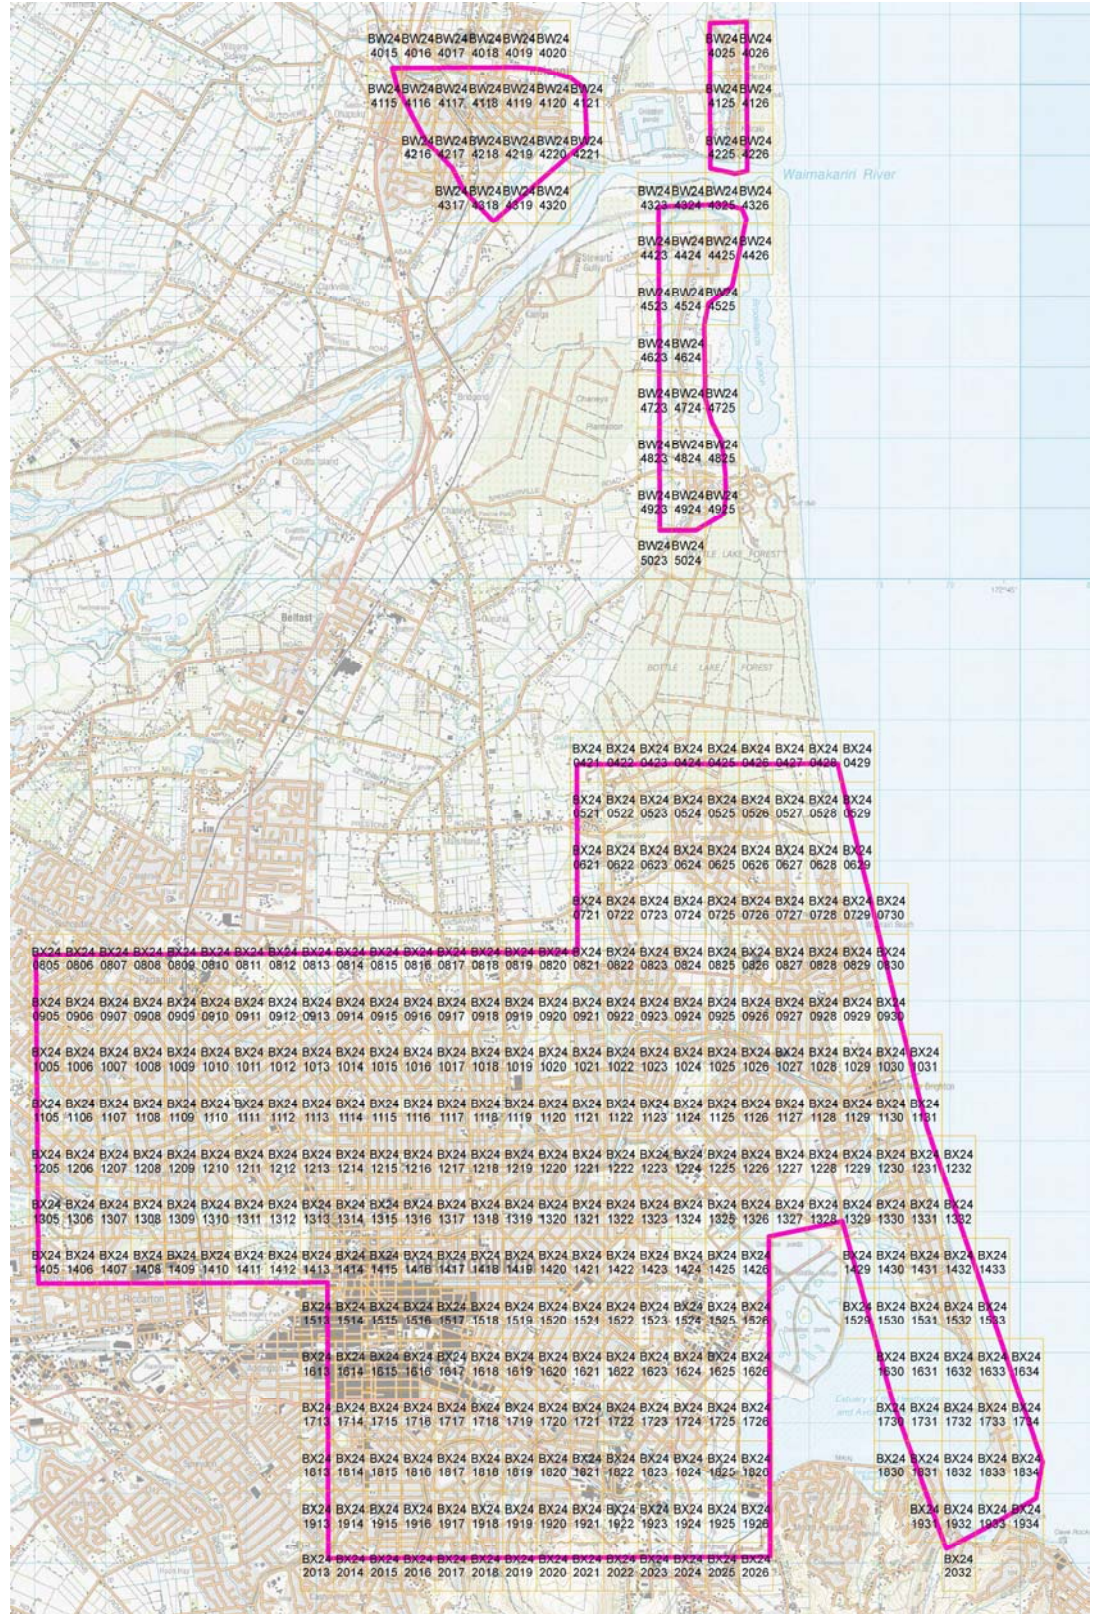 BW24 BW24 BW24 BW24 BW24 BW24 BW24 BW24
4015 4016 4017 4018 4019 4020 4025 4026
BW24 BW24 BW24 BW24 BW24 BW24 BW24 BW24 BW24
4115 4116 4117 4118 4119 4120 4121 4125 4126
BW24 BW24 BW24 BW24 BW24 BW24 BW24 BW24
4216 4217 4218 4219 4220 4221 4225 4226
Waimakariri River
BW24 BW24 BW24 BW24 BW24 BW24 BW24 BW24
4317 4318 4319 4320 4323 4324 4325 4326
BW24 BW24 BW24 BW24
4423 4424 4425 4426
Stewarts
Gully
Clarkville
BW24 BW24 BW24
4523 4524 4525
Kainga
BW24 BW24
4623 4624
BW24 BW24 BW24
4723 4724 4725
Chaneys
Plantation
BW24 BW24 BW24
4823 4824 4825
Coutts Island
BW24 BW24 BW24
4923 4924 4925
BW24 BW24
5023 5024
BOTTLE LAKE FOREST
Belfast
BOTTLE LAKE FOREST
BX24 BX24 BX24 BX24 BX24 BX24 BX24 BX24 BX24
0421 0422 0423 0424 0425 0426 0427 0428 0429
BX24 BX24 BX24 BX24 BX24 BX24 BX24 BX24 BX24
0521 0522 0523 0524 0525 0526 0527 0528 0529
BX24 BX24 BX24 BX24 BX24 BX24 BX24 BX24 BX24
0621 0622 0623 0624 0625 0626 0627 0628 0629
BX24 BX24 BX24 BX24 BX24 BX24 BX24 BX24 BX24 BX24
0721 0722 0723 0724 0725 0726 0727 0728 0729 0730
BX24 BX24 BX24 BX24 BX24 BX24 BX24 BX24 BX24 BX24 BX24 BX24 BX24 BX24 BX24 BX24 BX24 BX24 BX24 BX24 BX24 BX24 BX24 BX24 BX24 BX24
0805 0806 0807 0808 0809 0810 0811 0812 0813 0814 0815 0816 0817 0818 0819 0820 0821 0822 0823 0824 0825 0826 0827 0828 0829 0830
BX24 BX24 BX24 BX24 BX24 BX24 BX24 BX24 BX24 BX24 BX24 BX24 BX24 BX24 BX24 BX24 BX24 BX24 BX24 BX24 BX24 BX24 BX24 BX24 BX24 BX24
0905 0906 0907 0908 0909 0910 0911 0912 0913 0914 0915 0916 0917 0918 0919 0920 0921 0922 0923 0924 0925 0926 0927 0928 0929 0930
BX24 BX24 BX24 BX24 BX24 BX24 BX24 BX24 BX24 BX24 BX24 BX24 BX24 BX24 BX24 BX24 BX24 BX24 BX24 BX24 BX24 BX24 BX24 BX24 BX24 BX24 BX24
1005 1006 1007 1008 1009 1010 1011 1012 1013 1014 1015 1016 1017 1018 1019 1020 1021 1022 1023 1024 1025 1026 1027 1028 1029 1030 1031
BX24 BX24 BX24 BX24 BX24 BX24 BX24 BX24 BX24 BX24 BX24 BX24 BX24 BX24 BX24 BX24 BX24 BX24 BX24 BX24 BX24 BX24 BX24 BX24 BX24 BX24 BX24
1105 1106 1107 1108 1109 1110 1111 1112 1113 1114 1115 1116 1117 1118 1119 1120 1121 1122 1123 1124 1125 1126 1127 1128 1129 1130 1131
BX24 BX24 BX24 BX24 BX24 BX24 BX24 BX24 BX24 BX24 BX24 BX24 BX24 BX24 BX24 BX24 BX24 BX24 BX24 BX24 BX24 BX24 BX24 BX24 BX24 BX24 BX24 BX24
1205 1206 1207 1208 1209 1210 1211 1212 1213 1214 1215 1216 1217 1218 1219 1220 1221 1222 1223 1224 1225 1226 1227 1228 1229 1230 1231 1232
BX24 BX24 BX24 BX24 BX24 BX24 BX24 BX24 BX24 BX24 BX24 BX24 BX24 BX24 BX24 BX24 BX24 BX24 BX24 BX24 BX24 BX24 BX24 BX24 BX24 BX24 BX24 BX24
1305 1306 1307 1308 1309 1310 1311 1312 1313 1314 1315 1316 1317 1318 1319 1320 1321 1322 1323 1324 1325 1326 1327 1328 1329 1330 1331 1332
BX24 BX24 BX24 BX24 BX24 BX24 BX24 BX24 BX24 BX24 BX24 BX24 BX24 BX24 BX24 BX24 BX24 BX24 BX24 BX24 BX24 BX24 BX24 BX24 BX24 BX24 BX24
1405 1406 1407 1408 1409 1410 1411 1412 1413 1414 1415 1416 1417 1418 1419 1420 1421 1422 1423 1424 1425 1426 1429 1430 1431 1432 1433
Riccarton
BX24 BX24 BX24 BX24 BX24 BX24 BX24 BX24 BX24 BX24 BX24 BX24 BX24 BX24 BX24 BX24 BX24 BX24 BX24
1513 1514 1515 1516 1517 1518 1519 1520 1521 1522 1523 1524 1525 1526 1529 1530 1531 1532 1533
BX24 BX24 BX24 BX24 BX24 BX24 BX24 BX24 BX24 BX24 BX24 BX24 BX24 BX24 BX24 BX24 BX24 BX24 BX24
1613 1614 1615 1616 1617 1618 1619 1620 1621 1622 1623 1624 1625 1626 1630 1631 1632 1633 1634
BX24 BX24 BX24 BX24 BX24 BX24 BX24 BX24 BX24 BX24 BX24 BX24 BX24 BX24 BX24 BX24 BX24 BX24 BX24
1713 1714 1715 1716 1717 1718 1719 1720 1721 1722 1723 1724 1725 1726 1730 1731 1732 1733 1734
BX24 BX24 BX24 BX24 BX24 BX24 BX24 BX24 BX24 BX24 BX24 BX24 BX24 BX24 BX24 BX24 BX24 BX24 BX24
1813 1814 1815 1816 1817 1818 1819 1820 1821 1822 1823 1824 1825 1826 1830 1831 1832 1833 1834
BX24 BX24 BX24 BX24 BX24 BX24 BX24 BX24 BX24 BX24 BX24 BX24 BX24 BX24 BX24 BX24 BX24 BX24
1913 1914 1915 1916 1917 1918 1919 1920 1921 1922 1923 1924 1925 1926 1931 1932 1933 1934
BX24 BX24 BX24 BX24 BX24 BX24 BX24 BX24 BX24 BX24 BX24 BX24 BX24 BX24 BX24
2013 2014 2015 2016 2017 2018 2019 2020 2021 2022 2023 2024 2025 2026 2032